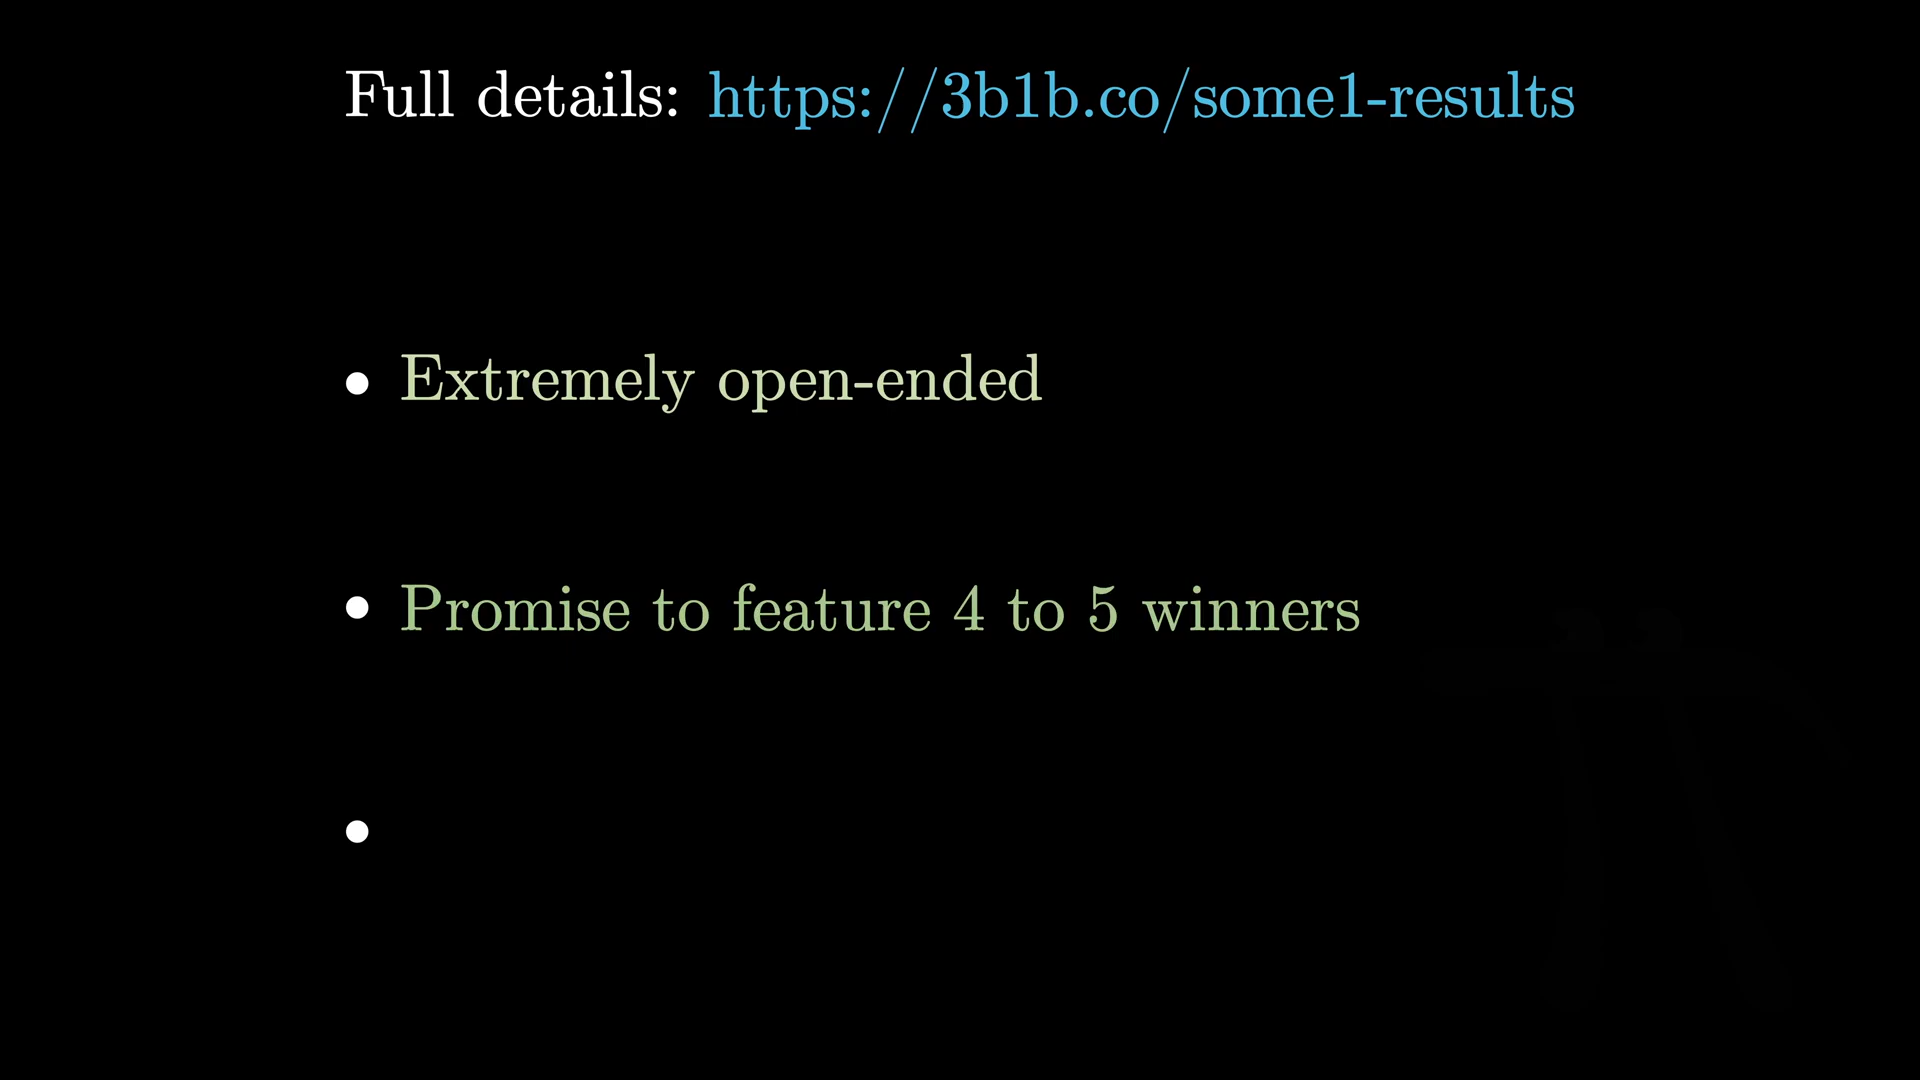 Full details: https://3b1b.co/some1-results
• Extremely open-ended
• Promise to feature 4 to 5 winners
•